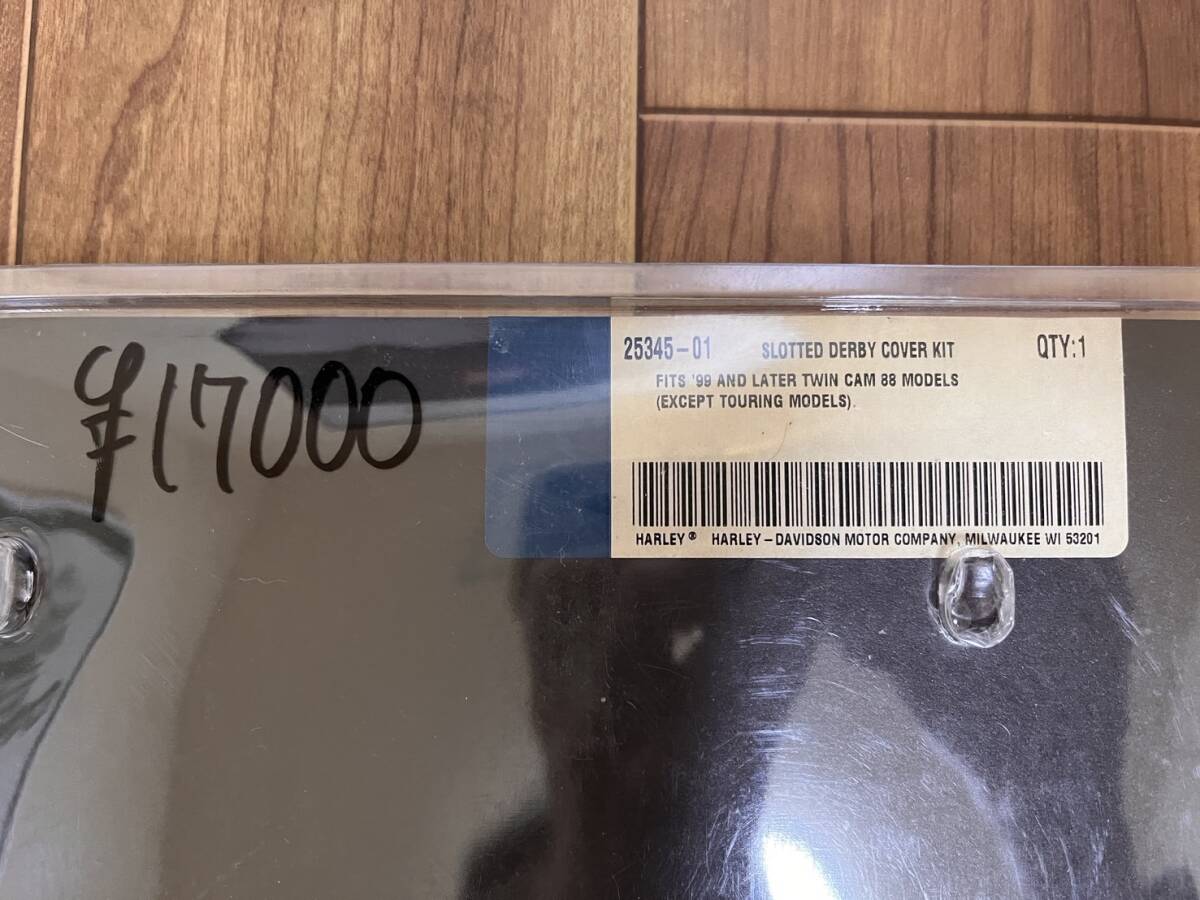 ¥17000
25345-01 SLOTTED DERBY COVER KIT QTY:1
FITS '99 AND LATER TWIN CAM 88 MODELS
(EXCEPT TOURING MODELS).
HARLEY® HARLEY-DAVIDSON MOTOR COMPANY, MILWAUKEE WI 53201